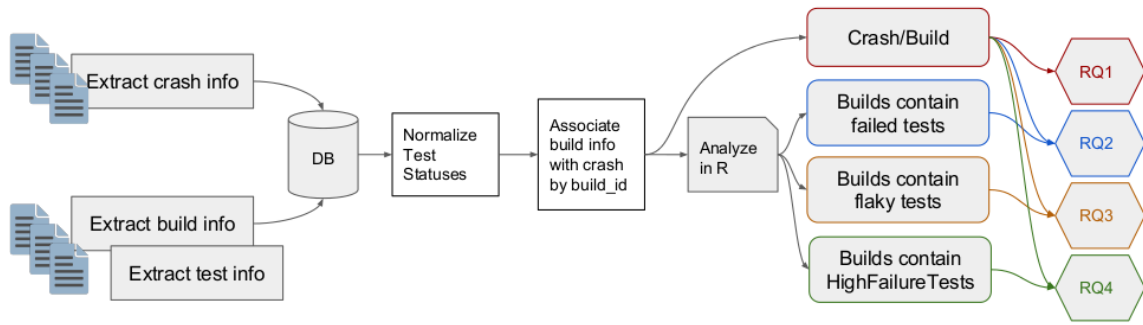 Extract crash info
Extract build info
Extract test info
DB
Normalize
Test
Statuses
Associate
build info
with crash
by build_id
Analyze
in R
Crash/Build
Builds contain
failed tests
Builds contain
flaky tests
Builds contain
HighFailureTests
RQ1
RQ2
RQ3
RQ4